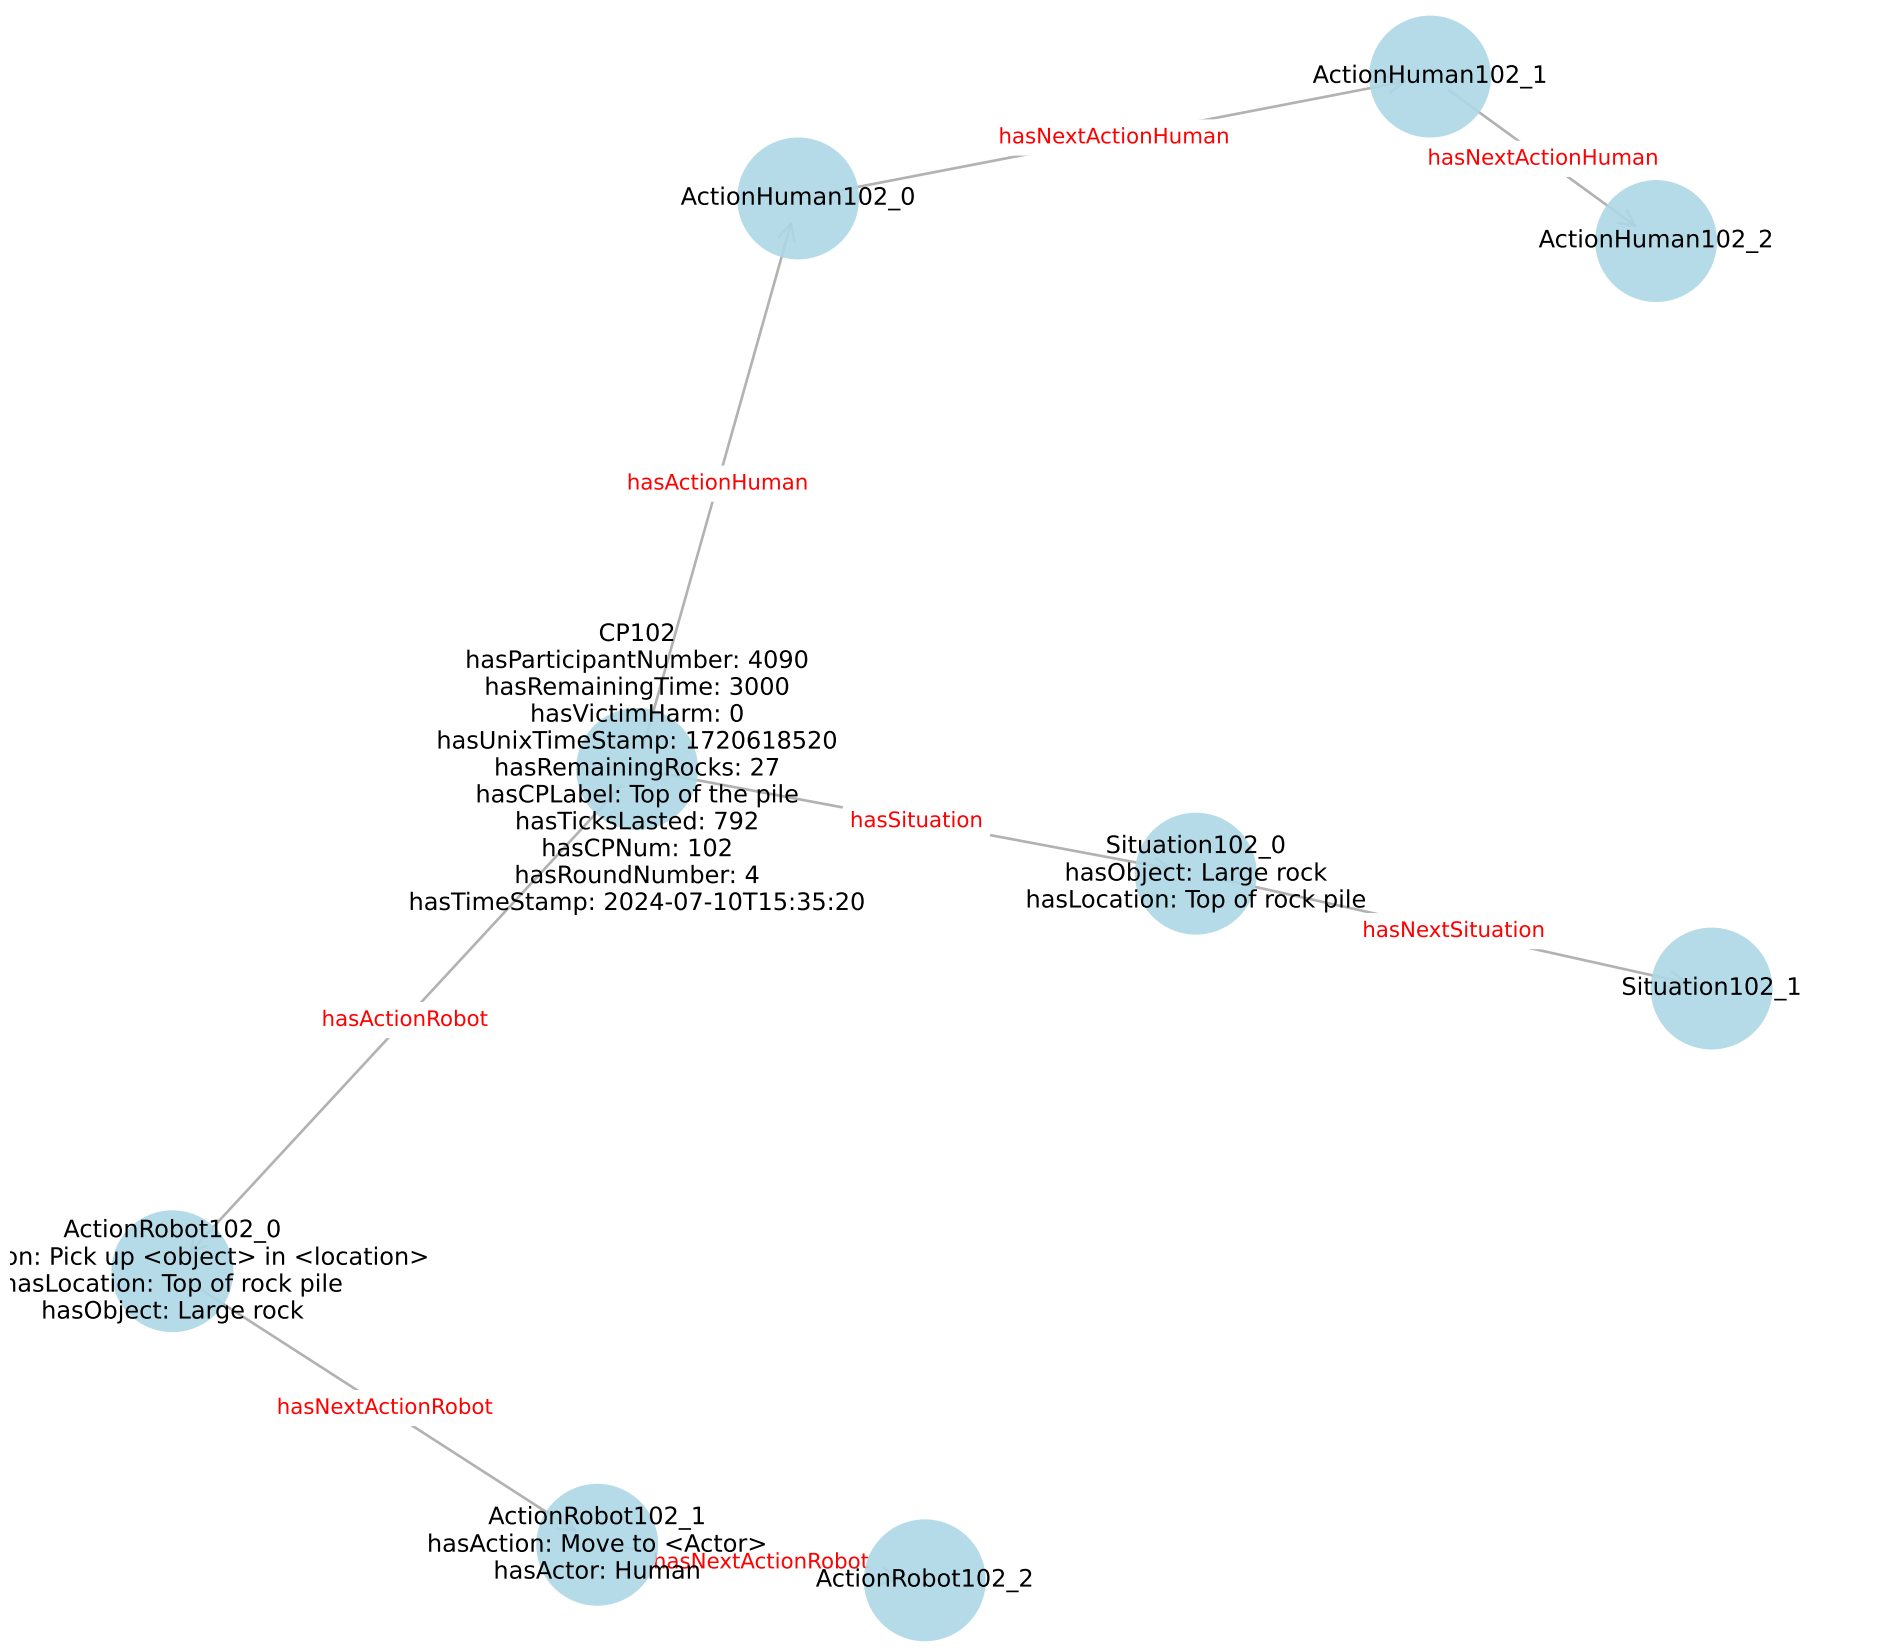 ActionHuman102_1
hasNextActionHuman
hasNextActionHuman
ActionHuman102_0
ActionHuman102_2
hasActionHuman
CP102
hasParticipantNumber: 4090
hasRemainingTime: 3000
hasVictimHarm: 0
hasUnixTimeStamp: 1720618520
hasRemainingRocks: 27
hasCPLabel: Top of the pile
hasTicksLasted: 792
hasCPNum: 102
hasRoundNumber: 4
hasTimeStamp: 2024-07-10T15:35:20
hasSituation
Situation102_0
hasObject: Large rock
hasLocation: Top of rock pile
hasNextSituation
Situation102_1
hasActionRobot
ActionRobot102_0
on: Pick up <object> in <location>
hasLocation: Top of rock pile
hasObject: Large rock
hasNextActionRobot
ActionRobot102_1
hasAction: Move to <Actor>
hasActor: Human
hasNextActionRobot
ActionRobot102_2